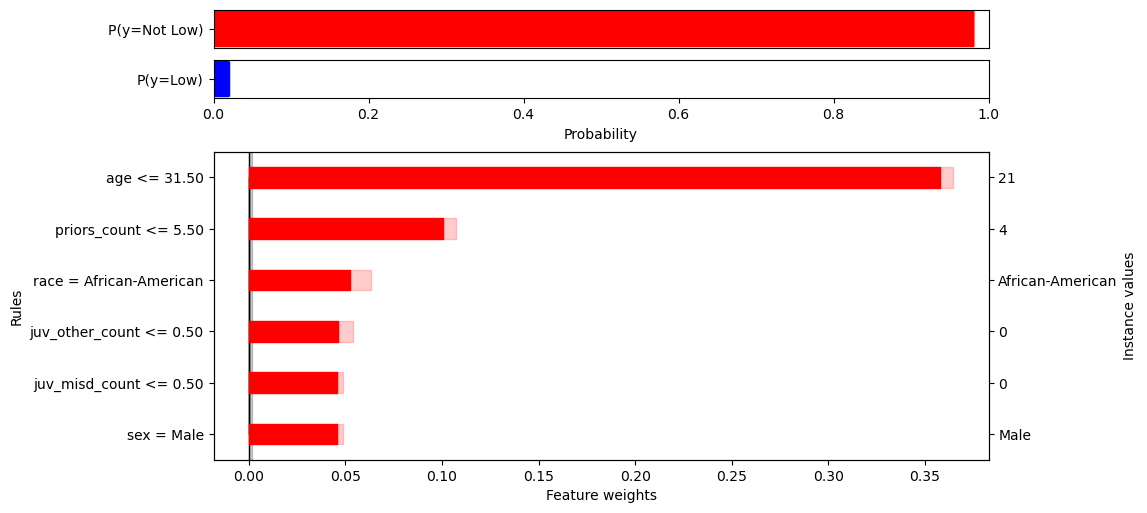 P(y=Not Low)
P(y=Low)
0.0 0.2 0.4 0.6 0.8 1.0
Probability
age <= 31.50 21
priors_count <= 5.50 4
race = African-American African-American
juv_other_count <= 0.50 0
juv_misd_count <= 0.50 0
sex = Male Male
Rules
Instance values
0.00 0.05 0.10 0.15 0.20 0.25 0.30 0.35
Feature weights